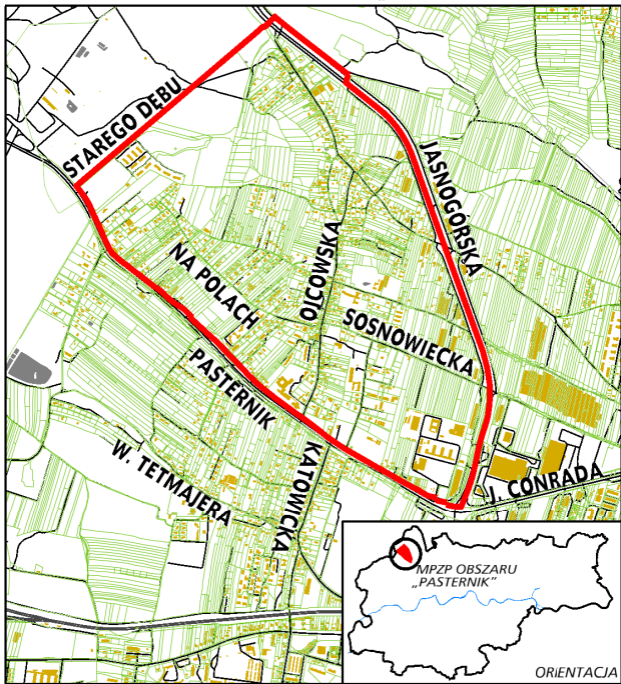 STAREGO DĘBU
JASNOGÓRSKA
OJCOWSKA
NA POLACH
SOSNOWIECKA
PASTERNIK
W. TETMAJERA
KATOWICKA
J. CONRADA
MPZP OBSZARU
„PASTERNIK”
ORIENTACJA